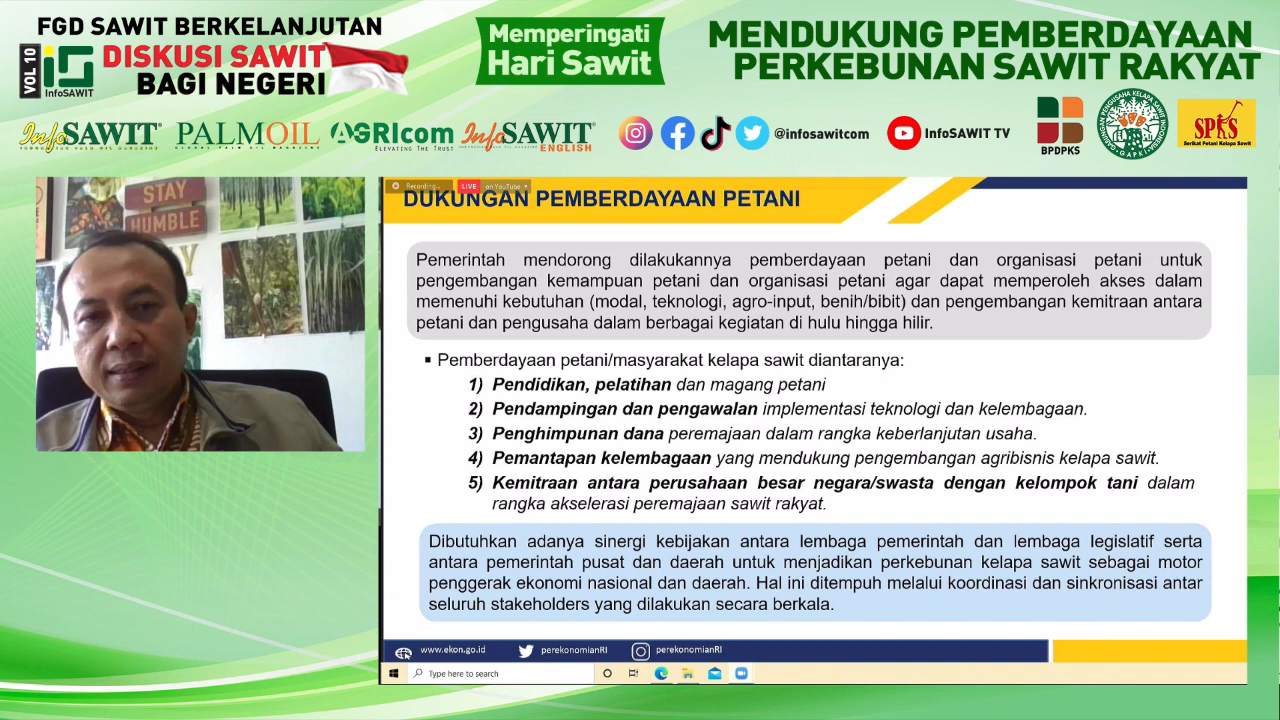 FGD SAWIT BERKELANJUTAN
VOL 10
InfoSAWIT
DISKUSI SAWIT
BAGI NEGERI
Memperingati
Hari Sawit
MENDUKUNG PEMBERDAYAAN
PERKEBUNAN SAWIT RAKYAT
InfoSAWIT
PALMOIL
GLOBAL PALM OIL MAGAZINE
AGRIcom
ELEVATING THE TRUST
InfoSAWIT
ENGLISH
@infosawitcom
InfoSAWIT TV
BPDPKS
GABUNGAN PENGUSAHA KELAPA SAWIT INDONESIA
GAPKI
SPKS
Serikat Petani Kelapa Sawit
STAY
HUMBLE
Recording...
LIVE on YouTube
DUKUNGAN PEMBERDAYAAN PETANI
Pemerintah mendorong dilakukannya pemberdayaan petani dan organisasi petani untuk
pengembangan kemampuan petani dan organisasi petani agar dapat memperoleh akses dalam
memenuhi kebutuhan (modal, teknologi, agro-input, benih/bibit) dan pengembangan kemitraan antara
petani dan pengusaha dalam berbagai kegiatan di hulu hingga hilir.
▪ Pemberdayaan petani/masyarakat kelapa sawit diantaranya:
1) Pendidikan, pelatihan dan magang petani
2) Pendampingan dan pengawalan implementasi teknologi dan kelembagaan.
3) Penghimpunan dana peremajaan dalam rangka keberlanjutan usaha.
4) Pemantapan kelembagaan yang mendukung pengembangan agribisnis kelapa sawit.
5) Kemitraan antara perusahaan besar negara/swasta dengan kelompok tani dalam
rangka akselerasi peremajaan sawit rakyat.
Dibutuhkan adanya sinergi kebijakan antara lembaga pemerintah dan lembaga legislatif serta
antara pemerintah pusat dan daerah untuk menjadikan perkebunan kelapa sawit sebagai motor
penggerak ekonomi nasional dan daerah. Hal ini ditempuh melalui koordinasi dan sinkronisasi antar
seluruh stakeholders yang dilakukan secara berkala.
www.ekon.go.id
perekonomianRI
perekonomianRI
Type here to search